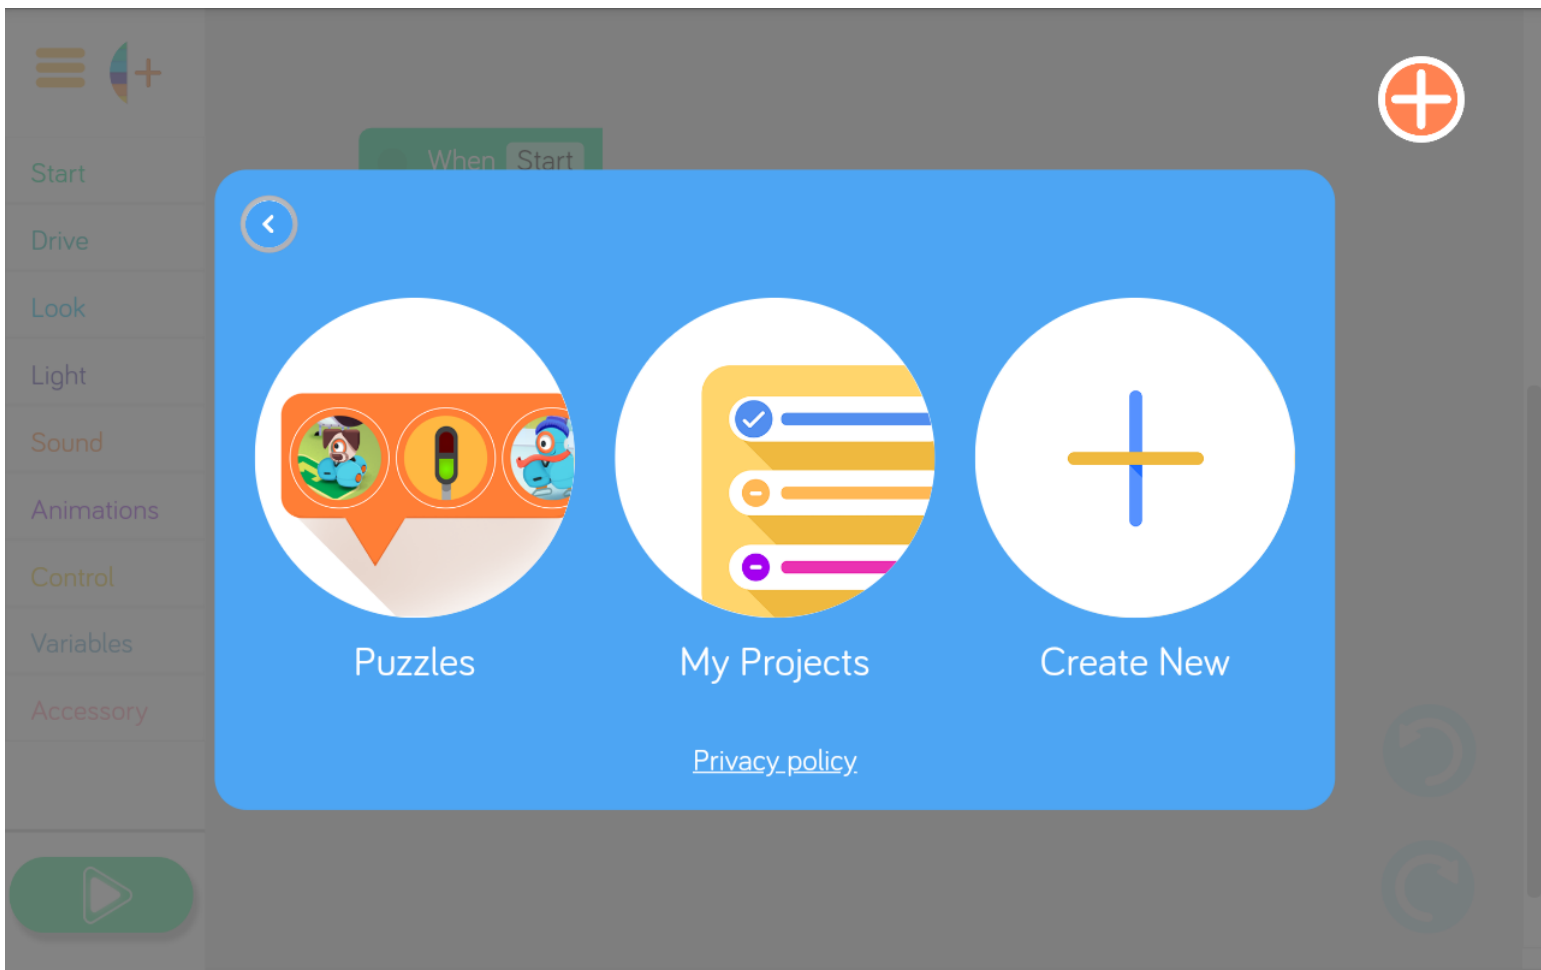 When Start
Start
Drive
Look
Light
Sound
Animations
Control
Variables
Accessory
Puzzles
My Projects
Create New
Privacy policy